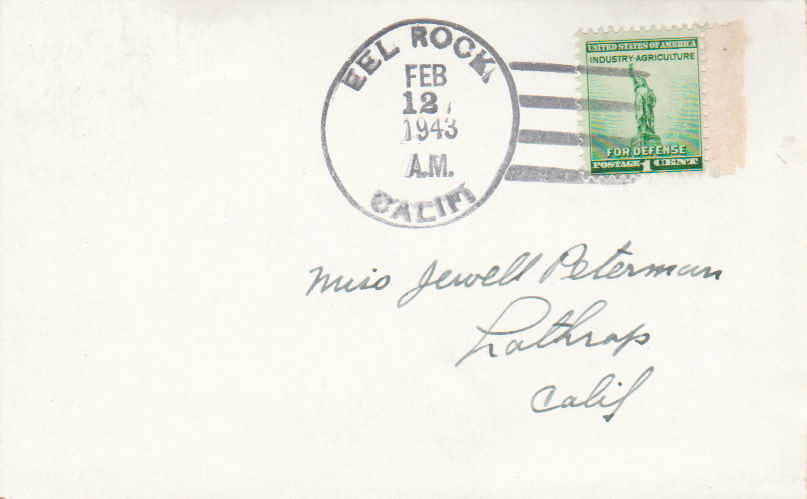 EEL ROCK,
FEB
12,
1943
A.M.
CALIF
UNITED STATES OF AMERICA
INDUSTRY·AGRICULTURE
FOR DEFENSE
POSTAGE 1 CENT
Miss Jewell Peterman
Lathrop
Calif